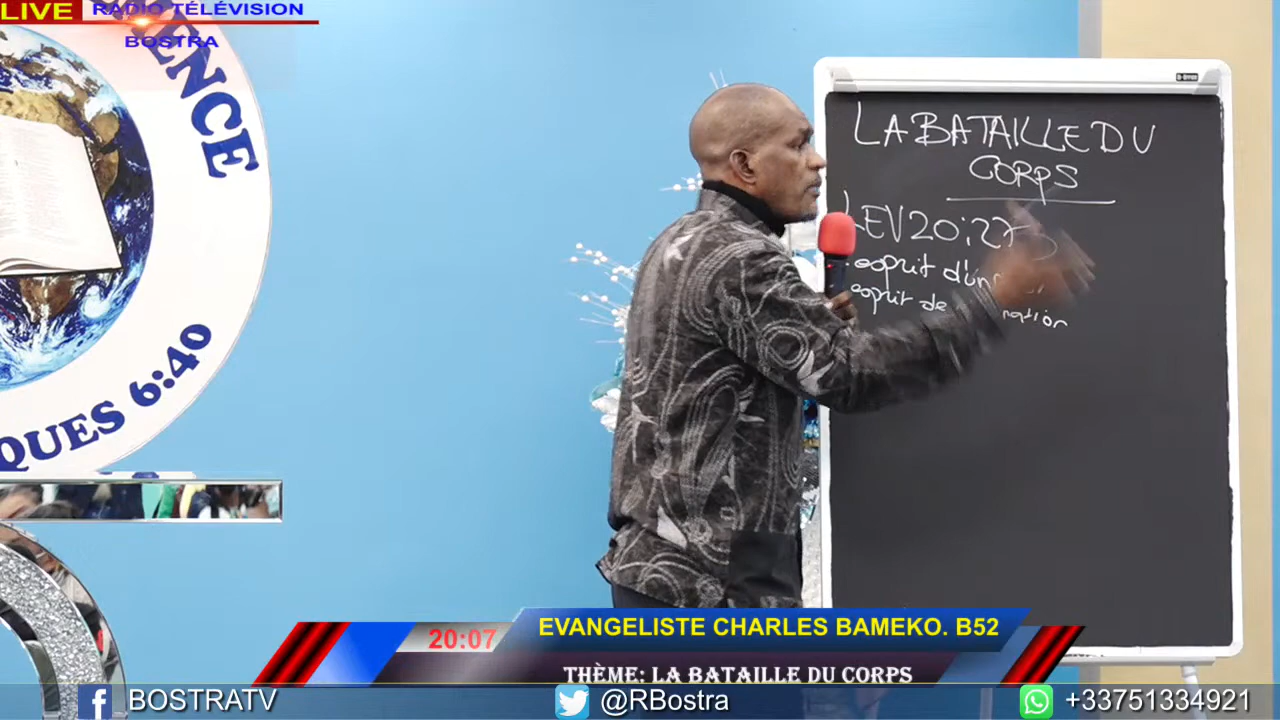 LIVE
RADIO TÉLÉVISION
BOSTRA
ENCE
QUES 6:40
LA BATAILLE DU
CORPS
LEV 20:27
esprit d'un
esprit de nation
20:07
EVANGELISTE CHARLES BAMEKO. B52
THÈME: LA BATAILLE DU CORPS
BOSTRATV
@RBostra
+33751334921